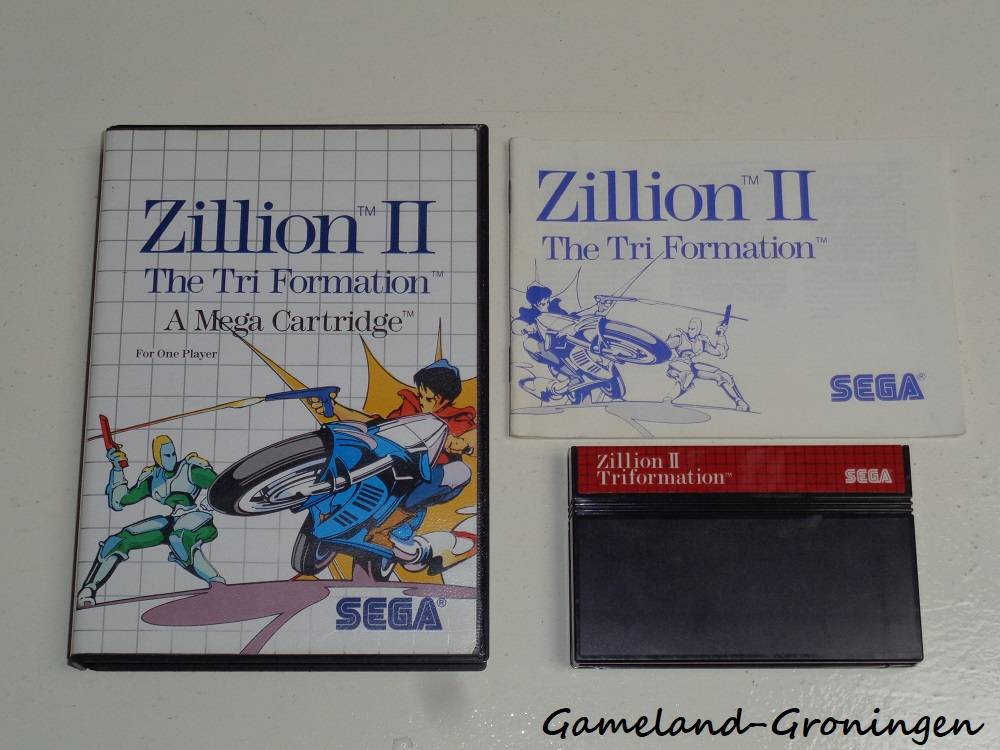 Zillion™ II
The Tri Formation™
A Mega Cartridge™
For One Player
SEGA®
Zillion™ II
The Tri Formation™
SEGA®
Zillion II
Triformation™
SEGA
Gameland-Groningen